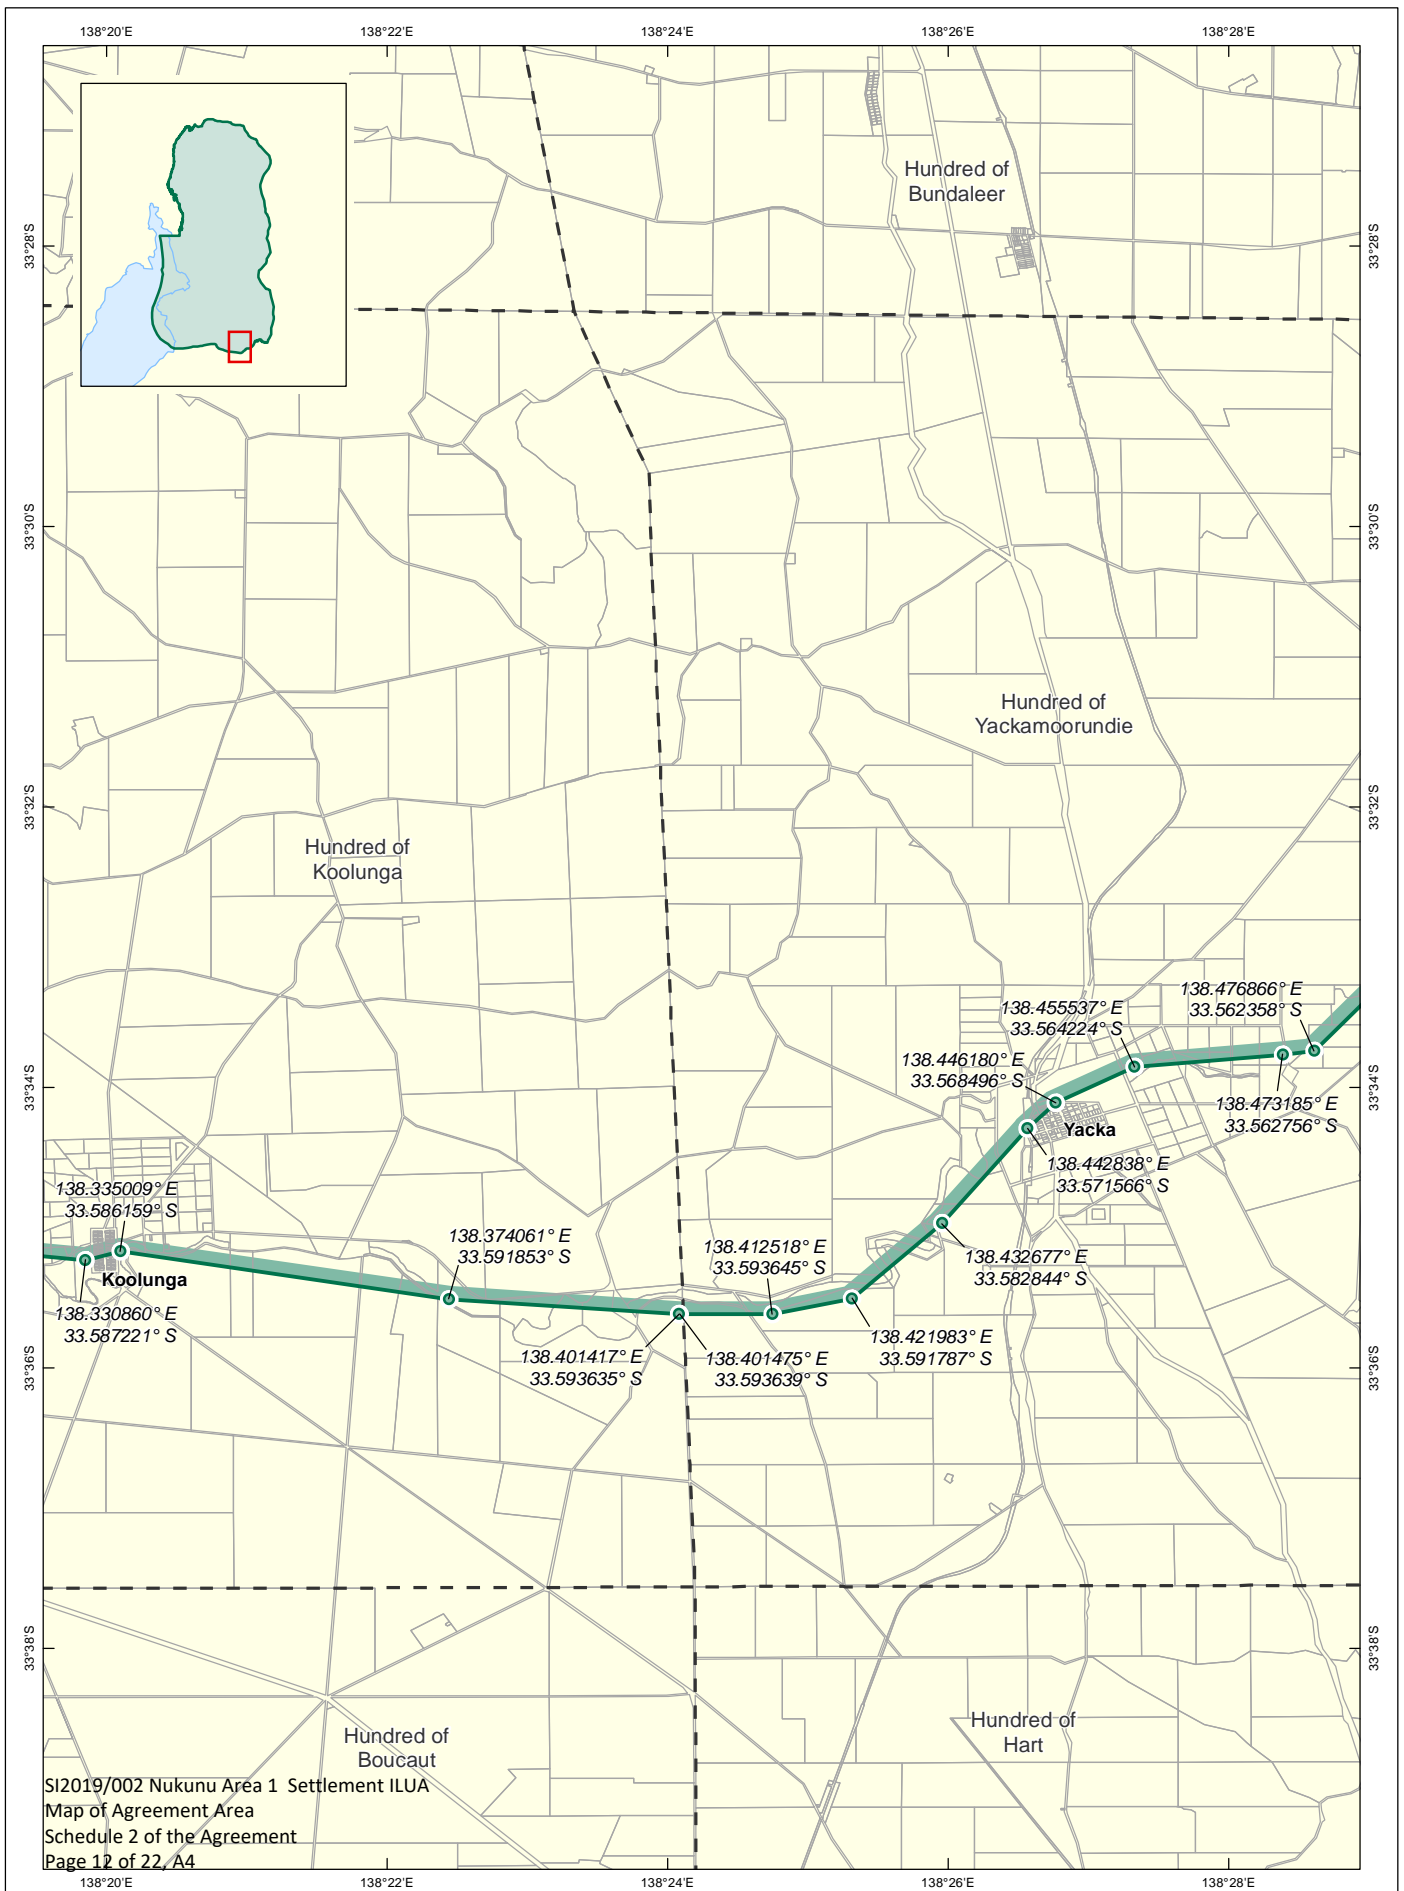 138°20'E
138°22'E
138°24'E
138°26'E
138°28'E
33°28'S
33°28'S
33°30'S
33°30'S
33°32'S
33°32'S
33°34'S
33°34'S
33°36'S
33°36'S
33°38'S
33°38'S
Hundred of
Bundaleer
Hundred of
Yackamoorundie
Hundred of
Koolunga
138.476866° E
33.562358° S
138.455537° E
33.564224° S
138.446180° E
33.568496° S
138.473185° E
33.562756° S
Yacka
138.442838° E
33.571566° S
138.335009° E
33.586159° S
138.374061° E
33.591853° S
138.412518° E
33.593645° S
138.432677° E
33.582844° S
Koolunga
138.330860° E
33.587221° S
138.421983° E
33.591787° S
138.401417° E
33.593635° S
138.401475° E
33.593639° S
Hundred of
Boucaut
Hundred of
Hart
SI2019/002 Nukunu Area 1 Settlement ILUA
Map of Agreement Area
Schedule 2 of the Agreement
Page 12 of 22, A4
138°20'E
138°22'E
138°24'E
138°26'E
138°28'E